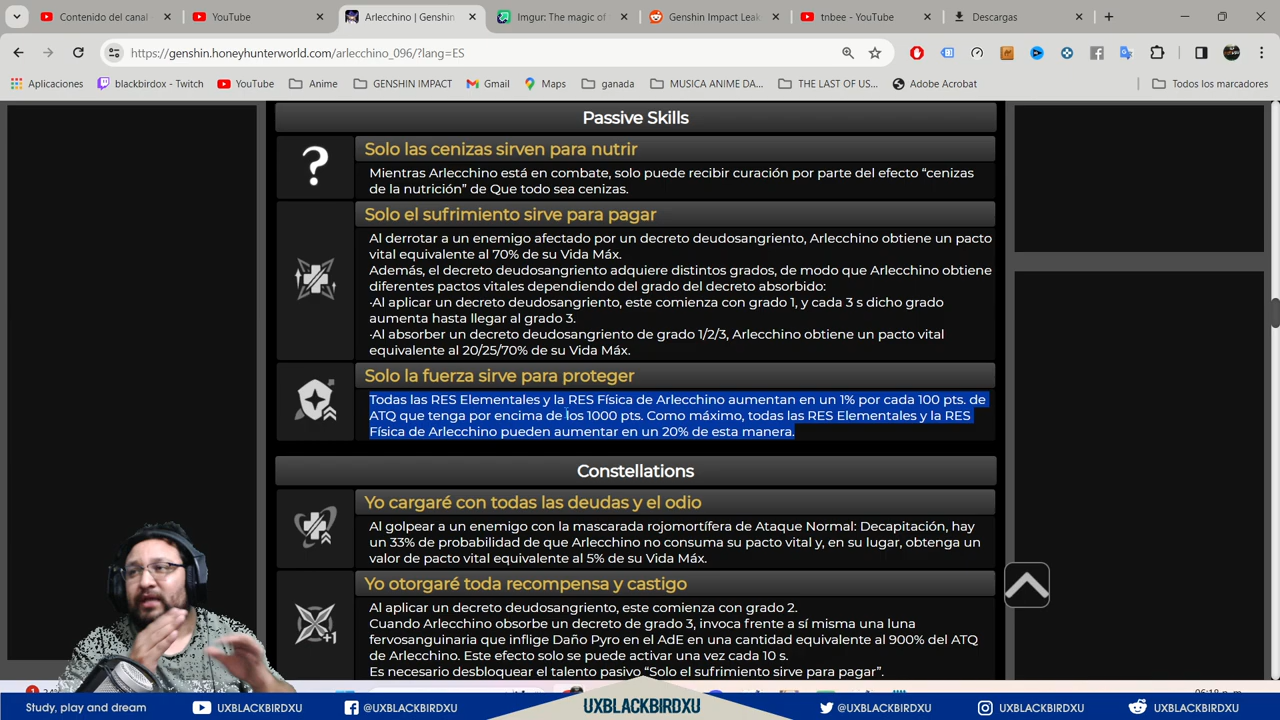 Contenido del canal
YouTube
Arlecchino | Genshin
Imgur: The magic of
Genshin Impact Leak
tnbee - YouTube
Descargas
https://genshin.honeyhunterworld.com/arlecchino_096/?lang=ES
Aplicaciones
blackbirdox - Twitch
YouTube
Anime
GENSHIN IMPACT
Gmail
Maps
ganada
MUSICA ANIME DA...
THE LAST OF US...
Adobe Acrobat
Todos los marcadores
Passive Skills
Solo las cenizas sirven para nutrir
Mientras Arlecchino está en combate, solo puede recibir curación por parte del efecto “cenizas
de la nutrición” de Que todo sea cenizas.
Solo el sufrimiento sirve para pagar
Al derrotar a un enemigo afectado por un decreto deudosangriento, Arlecchino obtiene un pacto
vital equivalente al 70% de su Vida Máx.
Además, el decreto deudosangriento adquiere distintos grados, de modo que Arlecchino obtiene
diferentes pactos vitales dependiendo del grado del decreto absorbido:
·Al aplicar un decreto deudosangriento, este comienza con grado 1, y cada 3 s dicho grado
aumenta hasta llegar al grado 3.
·Al absorber un decreto deudosangriento de grado 1/2/3, Arlecchino obtiene un pacto vital
equivalente al 20/25/70% de su Vida Máx.
Solo la fuerza sirve para proteger
Todas las RES Elementales y la RES Física de Arlecchino aumentan en un 1% por cada 100 pts. de
ATQ que tenga por encima de los 1000 pts. Como máximo, todas las RES Elementales y la RES
Física de Arlecchino pueden aumentar en un 20% de esta manera.
Constellations
Yo cargaré con todas las deudas y el odio
Al golpear a un enemigo con la mascarada rojomortífera de Ataque Normal: Decapitación, hay
un 33% de probabilidad de que Arlecchino no consuma su pacto vital y, en su lugar, obtenga un
valor de pacto vital equivalente al 5% de su Vida Máx.
Yo otorgaré toda recompensa y castigo
Al aplicar un decreto deudosangriento, este comienza con grado 2.
Cuando Arlecchino absorbe un decreto de grado 3, invoca frente a sí misma una luna
fervosanguinaria que inflige Daño Pyro en el AdE en una cantidad equivalente al 900% del ATQ
de Arlecchino. Este efecto solo se puede activar una vez cada 10 s.
Es necesario desbloquear el talento pasivo “Solo el sufrimiento sirve para pagar”.
+1
Study, play and dream
UXBLACKBIRDXU
@UXBLACKBIRDXU
UXBLACKBIRDXU
@UXBLACKBIRDXU
UXBLACKBIRDXU
UXBLACKBIRDXU